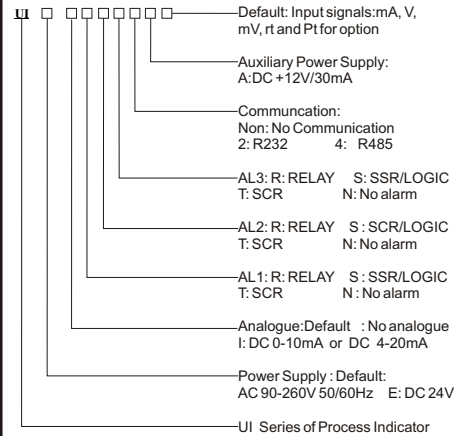 UI □ □ □ □ □ □ □
Default: Input signals:mA, V,
mV, rt and Pt for option
Auxiliary Power Supply:
A:DC +12V/30mA
Communcation:
Non: No Communication
2: R232 4: R485
AL3: R: RELAY S: SSR/LOGIC
T: SCR N: No alarm
AL2: R: RELAY S : SCR/LOGIC
T: SCR N: No alarm
AL1: R: RELAY S : SSR/LOGIC
T: SCR N : No alarm
Analogue:Default : No analogue
I: DC 0-10mA or DC 4-20mA
Power Supply : Default:
AC 90-260V 50/60Hz E: DC 24V
UI Series of Process Indicator